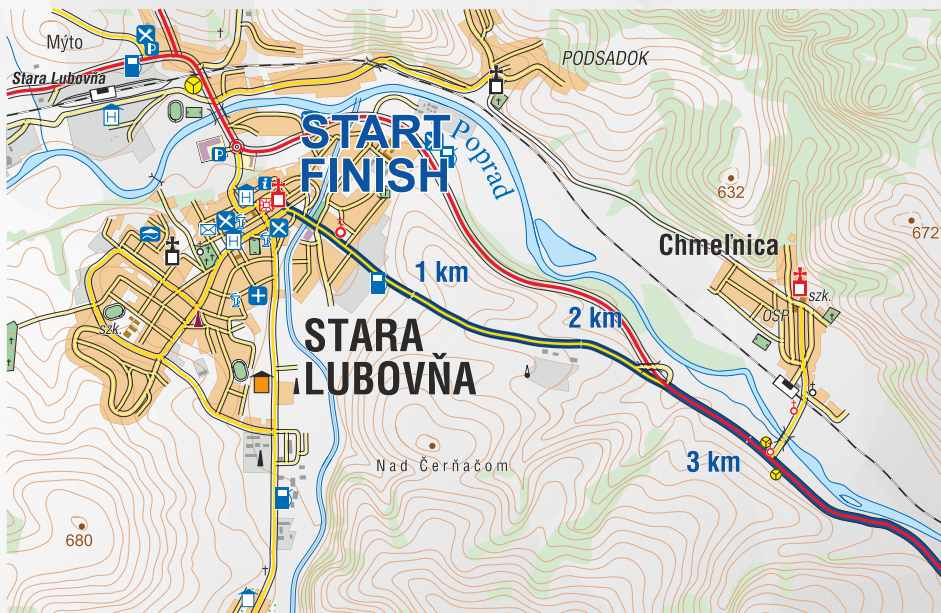 Mýto
P
PODSADOK
Stara Lubovňa
H
START
FINISH
Poprad
P
632
i
H
672
Chmeľnica
H
1 km
szk.
OSP
2 km
szk.
STARA
LUBOVŇA
Nad Čerňačom
3 km
680